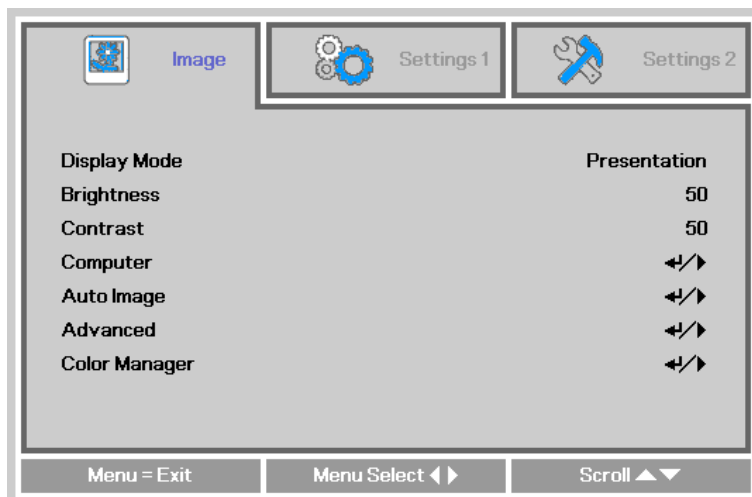 Image Settings 1 Settings 2
Display Mode Presentation
Brightness 50
Contrast 50
Computer ↵/▶
Auto Image ↵/▶
Advanced ↵/▶
Color Manager ↵/▶
Menu = Exit Menu Select ◀▶ Scroll ▲▼